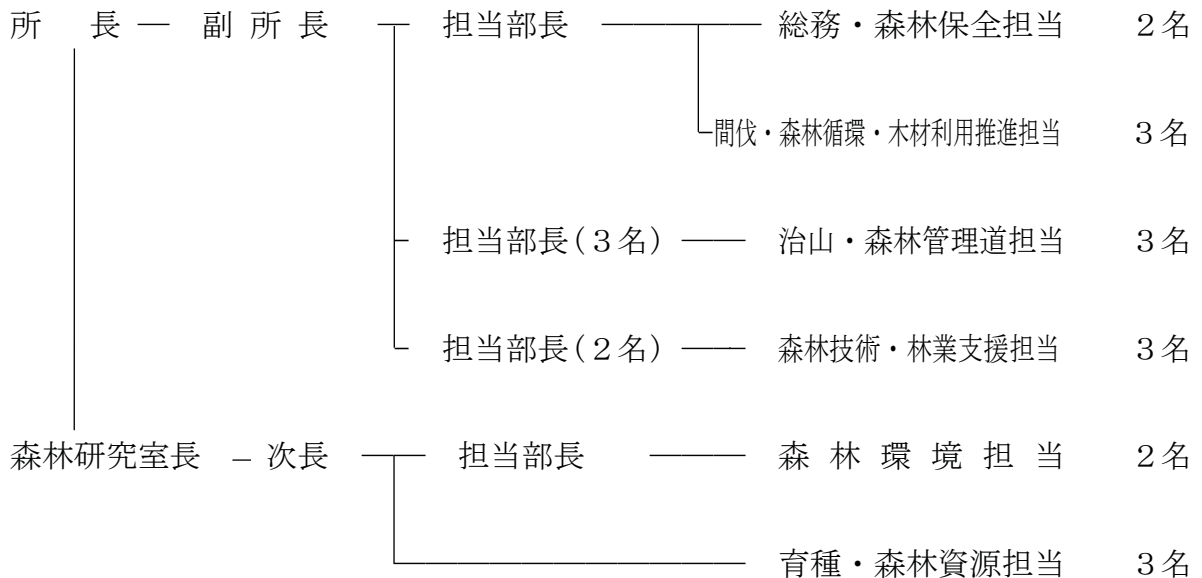 所　長 ― 副 所 長 ― 担当部長 ――― 総務・森林保全担当　２名
間伐・森林循環・木材利用推進担当　３名
担当部長(３名) ―― 治山・森林管理道担当　３名
担当部長(２名) ―― 森林技術・林業支援担当　３名
森林研究室長 － 次長 ―― 担当部長 ――― 森 林 環 境 担 当　２名
育種・森林資源担当　３名